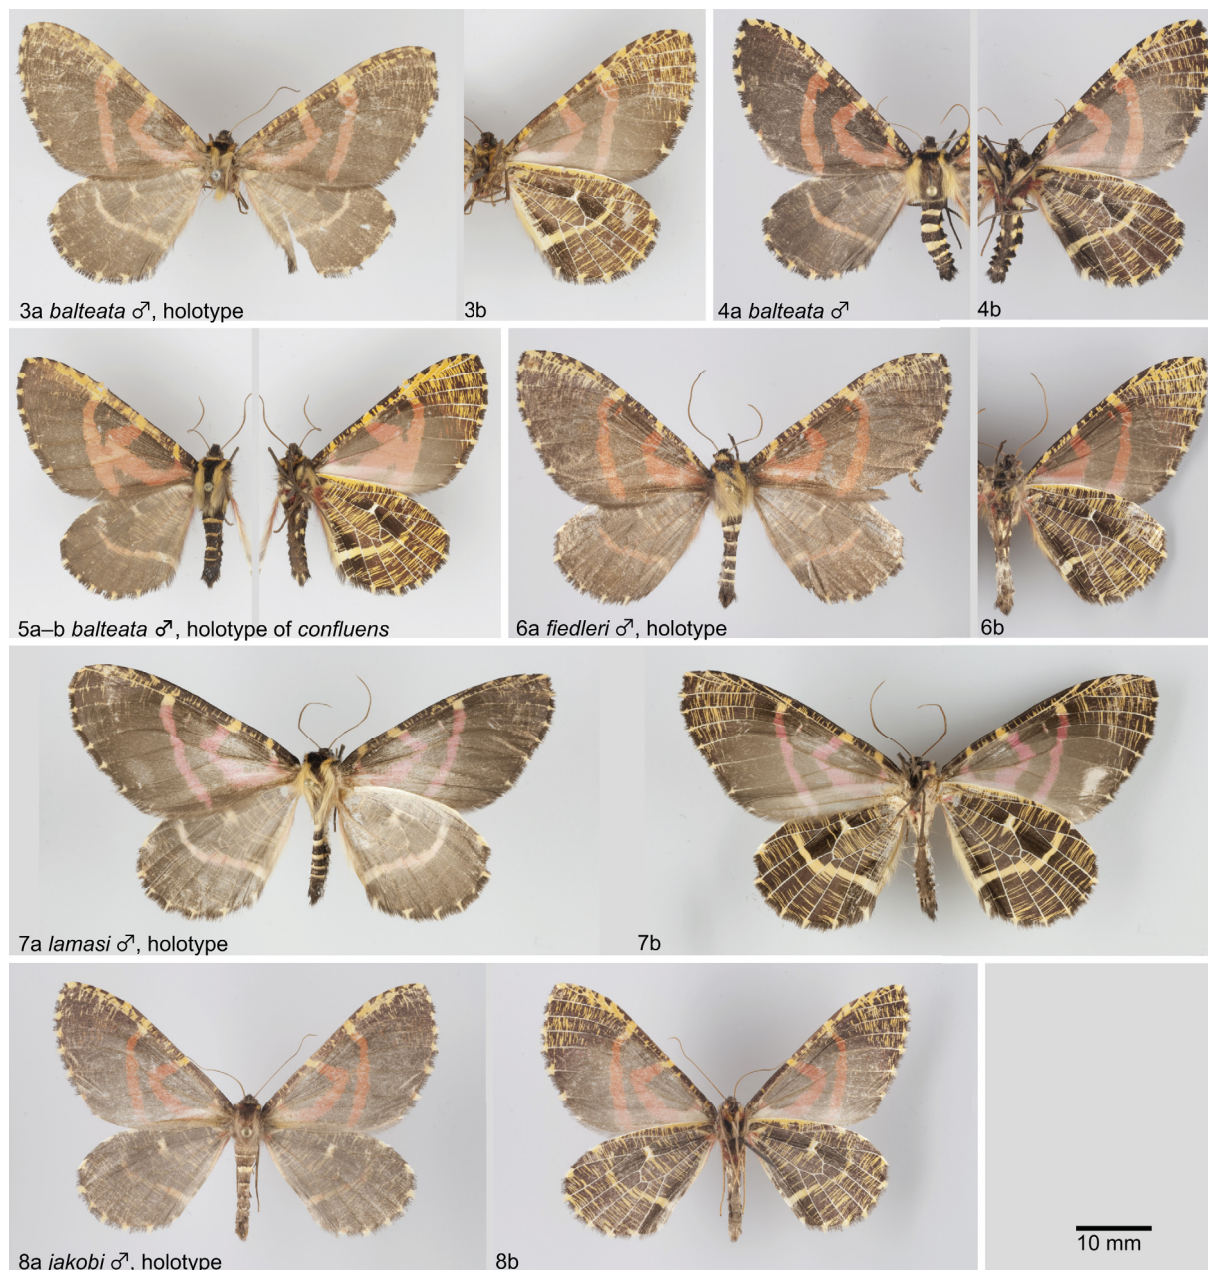 3a balteata ♂, holotype
3b
4a balteata ♂
4b
5a–b balteata ♂, holotype of confluens
6a fiedleri ♂, holotype
6b
7a lamasi ♂, holotype
7b
8a jakobi ♂, holotype
8b
10 mm